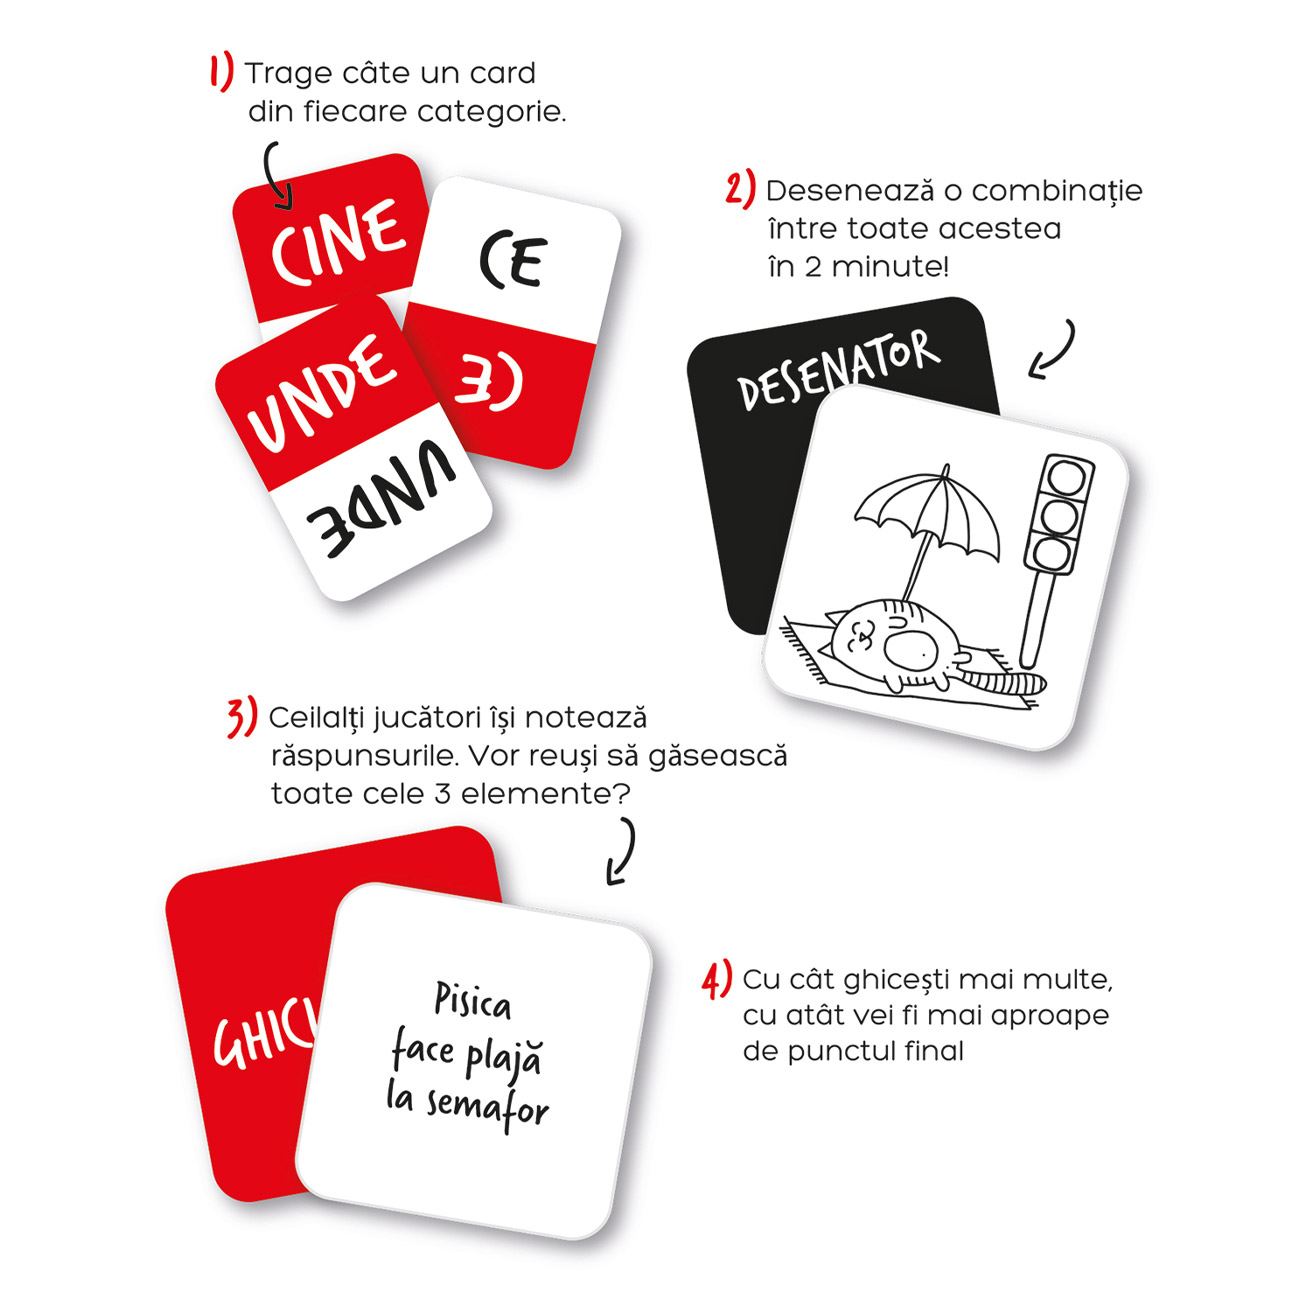 1) Trage câte un card
din fiecare categorie.
CINE
CE
CE
UNDE
UNDE
2) Desenează o combinație
între toate acestea
în 2 minute!
DESENATOR
3) Ceilalți jucători își notează
răspunsurile. Vor reuși să găsească
toate cele 3 elemente?
GHICI
Pisica
face plajă
la semafor
4) Cu cât ghicești mai multe,
cu atât vei fi mai aproape
de punctul final